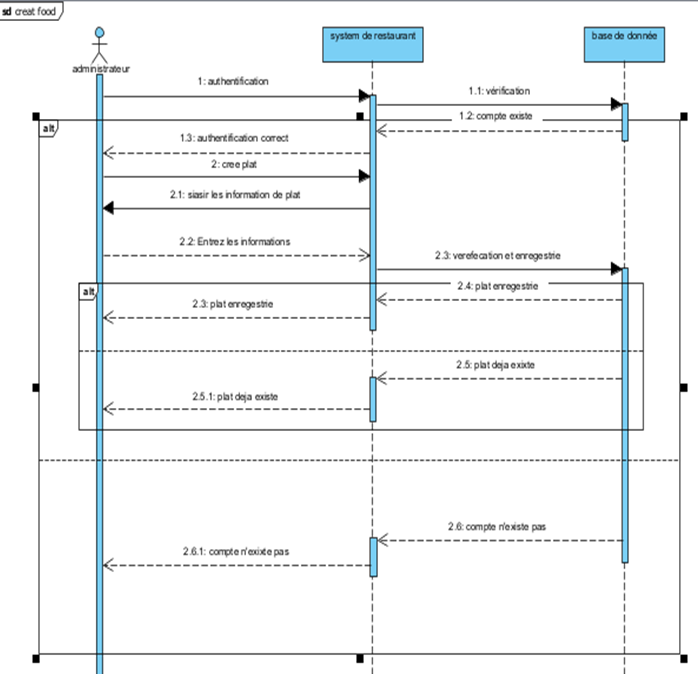 sd creat food
system de restaurant
base de donnée
administrateur
1: authentification
1.1: vérification
1.2: compte existe
alt
1.3: authentification correct
2: cree plat
2.1: siasir les information de plat
2.2: Entrez les informations
2.3: verefecation et enregestrie
2.4: plat enregestrie
alt
2.3: plat enregestrie
2.5: plat deja exixte
2.5.1: plat deja existe
2.6: compte n'existe pas
2.6.1: compte n'exixte pas